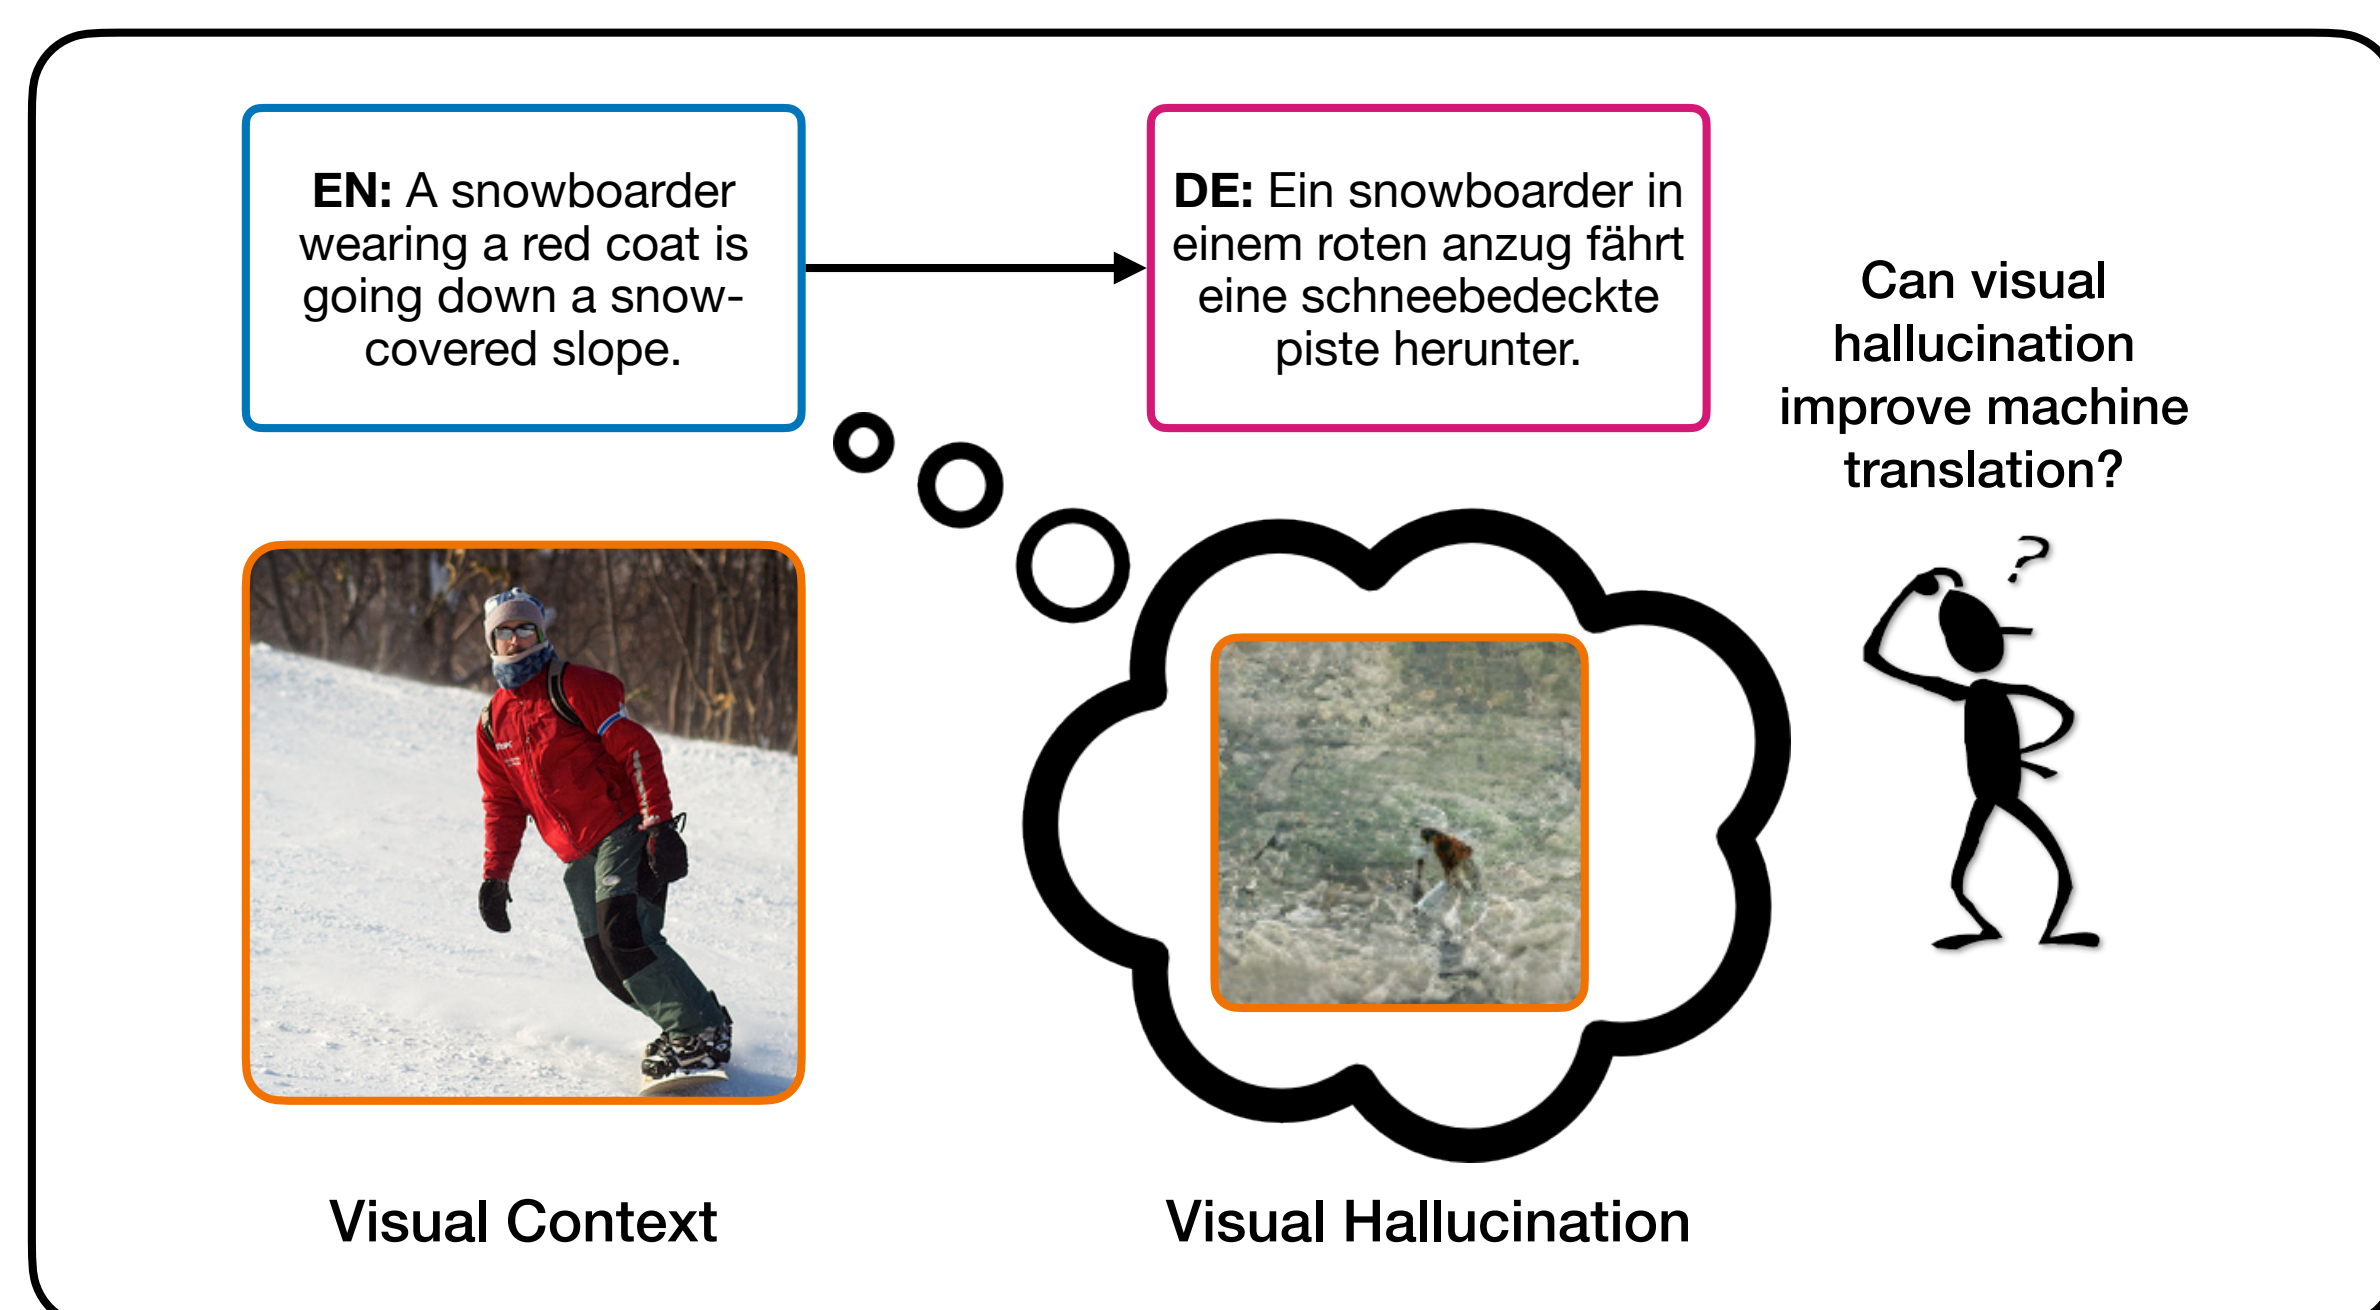 EN: A snowboarder
wearing a red coat is
going down a snow-
covered slope.
DE: Ein snowboarder in
einem roten anzug fährt
eine schneebedeckte
piste herunter.
Can visual
hallucination
improve machine
translation?
?
Visual Context
Visual Hallucination